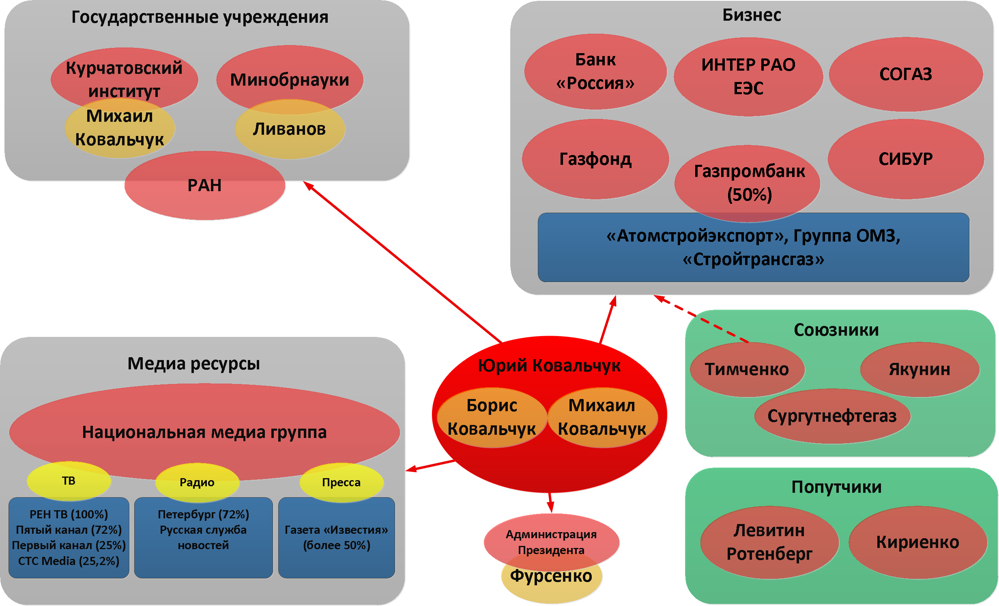 Государственные учреждения
Курчатовский
институт
Михаил
Ковальчук
Минобрнауки
Ливанов
РАН
Бизнес
Банк
«Россия»
ИНТЕР РАО
ЕЭС
СОГАЗ
Газфонд
Газпромбанк
(50%)
СИБУР
«Атомстройэкспорт», Группа ОМЗ,
«Стройтрансгаз»
Медиа ресурсы
Национальная медиа группа
ТВ
РЕН ТВ (100%)
Пятый канал (72%)
Первый канал (25%)
СТС Media (25,2%)
Радио
Петербург (72%)
Русская служба
новостей
Пресса
Газета «Известия»
(более 50%)
Юрий Ковальчук
Борис
Ковальчук
Михаил
Ковальчук
Администрация
Президента
Фурсенко
Союзники
Тимченко
Якунин
Сургутнефтегаз
Попутчики
Левитин
Ротенберг
Кириенко